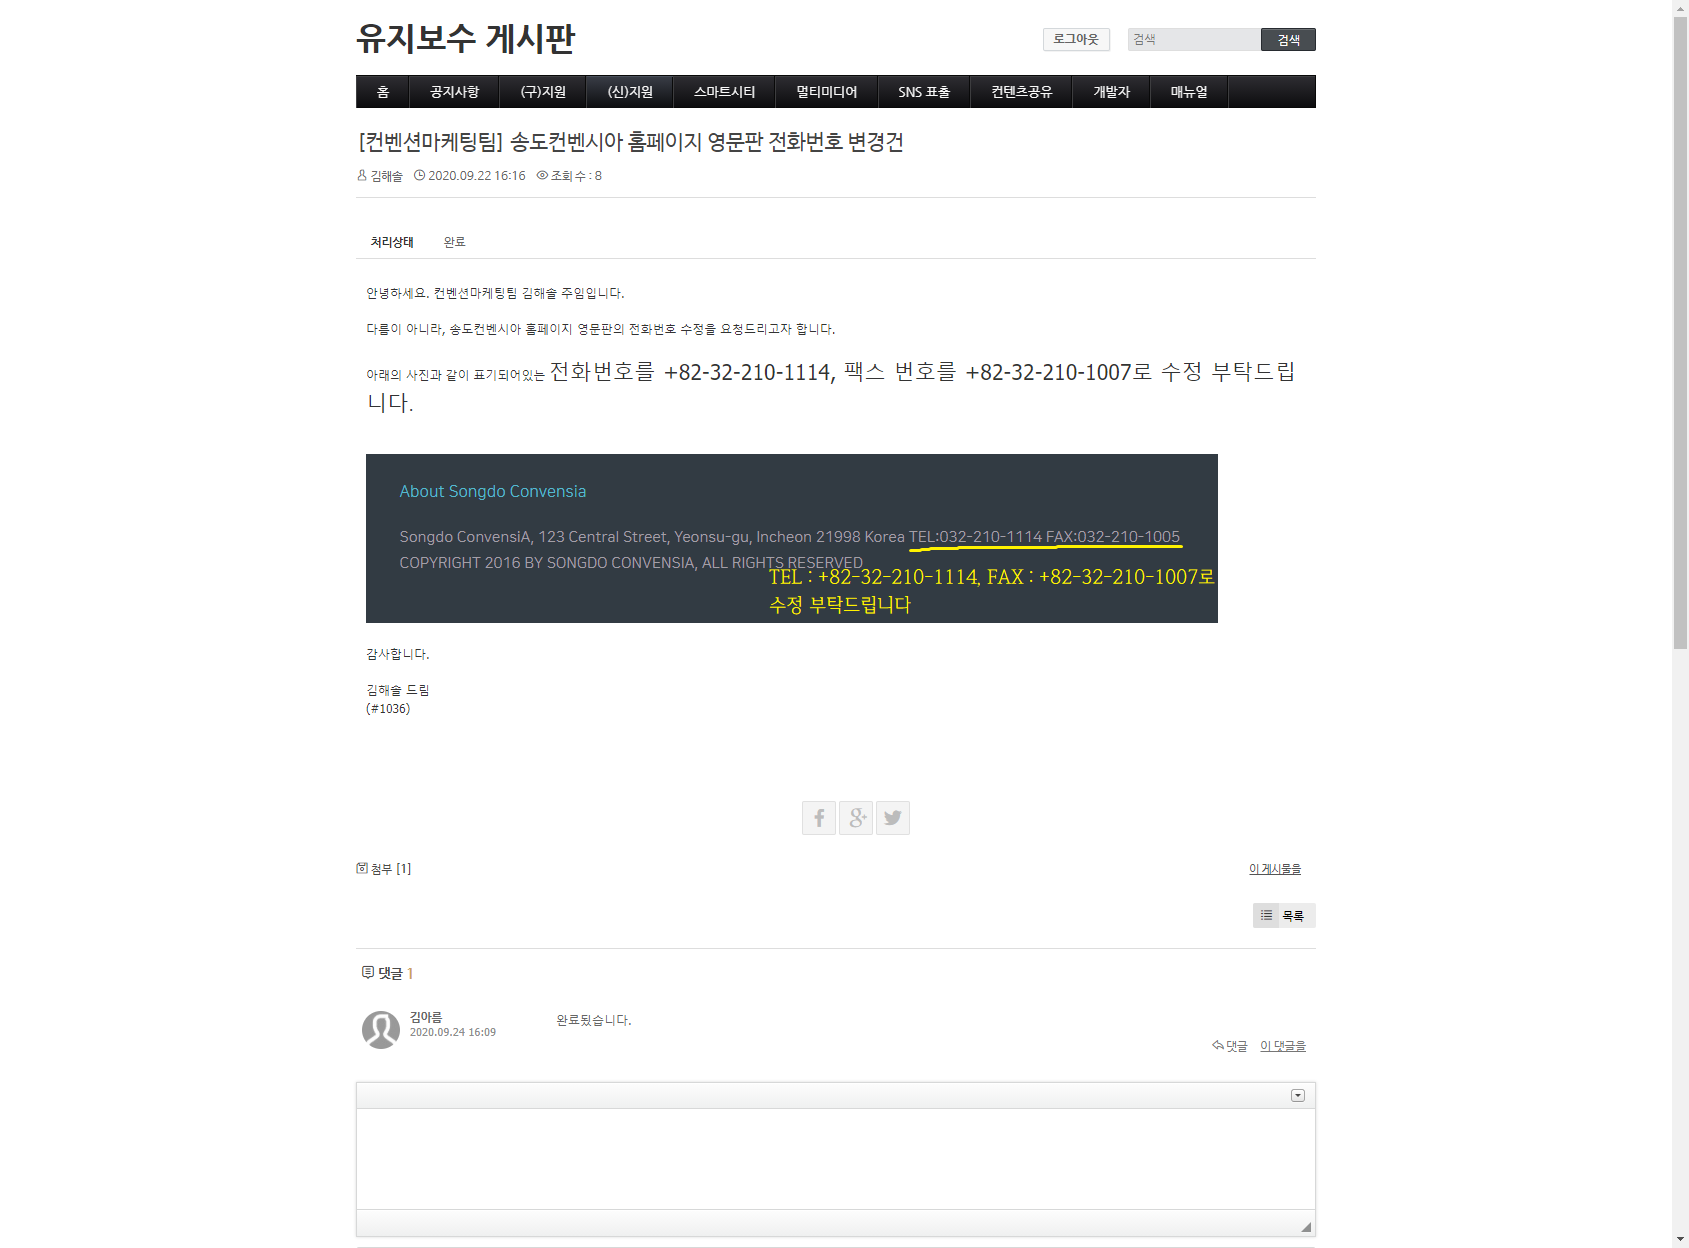 유지보수 게시판
로그아웃 검색 검색
홈 공지사항 (구)지원 (신)지원 스마트시티 멀티미디어 SNS 표출 컨텐츠공유 개발자 매뉴얼
[컨벤션마케팅팀] 송도컨벤시아 홈페이지 영문판 전화번호 변경건
김해솔 2020.09.22 16:16 조회 수 : 8
처리상태 완료
안녕하세요. 컨벤션마케팅팀 김해솔 주임입니다.
다름이 아니라, 송도컨벤시아 홈페이지 영문판의 전화번호 수정을 요청드리고자 합니다.
아래의 사진과 같이 표기되어있는 전화번호를 +82-32-210-1114, 팩스 번호를 +82-32-210-1007로 수정 부탁드립
니다.
About Songdo Convensia
Songdo ConvensiA, 123 Central Street, Yeonsu-gu, Incheon 21998 Korea TEL:032-210-1114 FAX:032-210-1005
COPYRIGHT 2016 BY SONGDO CONVENSIA, ALL RIGHTS RESERVED
TEL : +82-32-210-1114, FAX : +82-32-210-1007로
수정 부탁드립니다
감사합니다.
김해솔 드림
(#1036)
첨부 [1] 이 게시물을
목록
댓글 1
김아름 완료됬습니다.
2020.09.24 16:09
댓글 이 댓글을